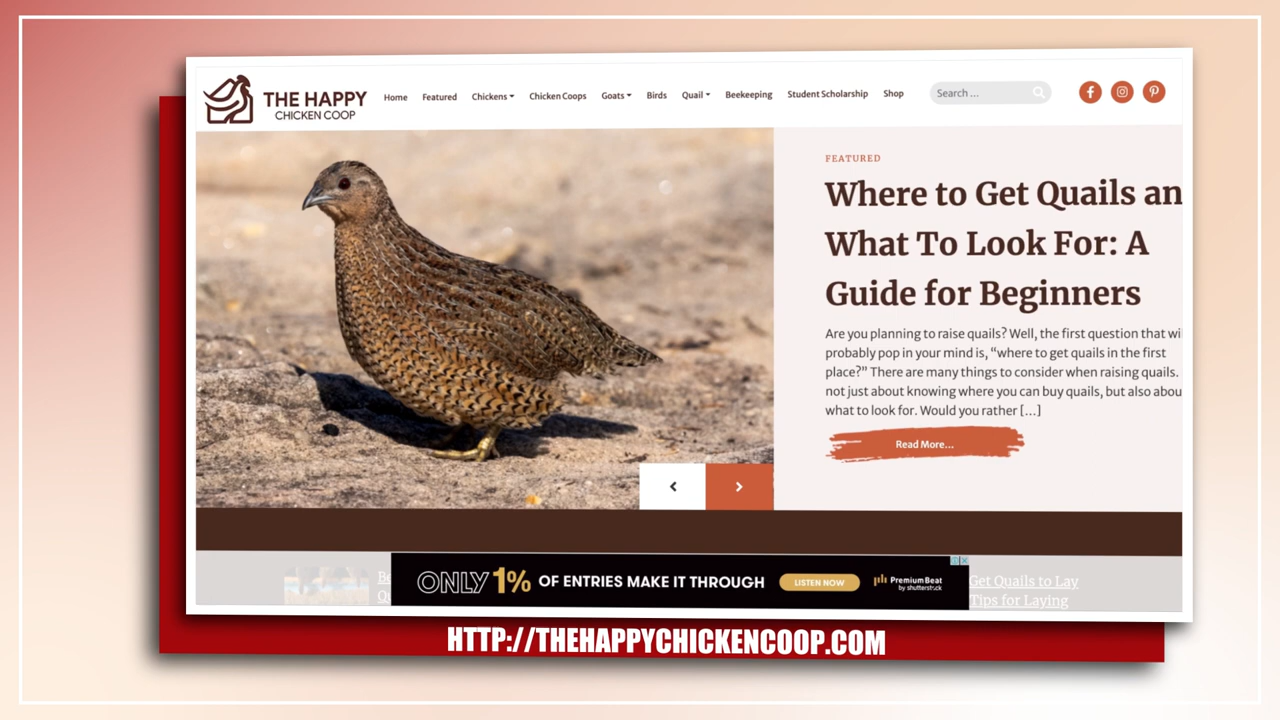 THE HAPPY
CHICKEN COOP
Home Featured Chickens Chicken Coops Goats Birds Quail Beekeeping Student Scholarship Shop
Search ...
FEATURED
Where to Get Quails an
What To Look For: A
Guide for Beginners
Are you planning to raise quails? Well, the first question that wi
probably pop in your mind is, “where to get quails in the first
place?” There are many things to consider when raising quails.
not just about knowing where you can buy quails, but also abou
what to look for. Would you rather […]
Read More...
ONLY 1% OF ENTRIES MAKE IT THROUGH
LISTEN NOW
PremiumBeat
by shutterstock
Get Quails to Lay
Tips for Laying
HTTP://THEHAPPYCHICKENCOOP.COM